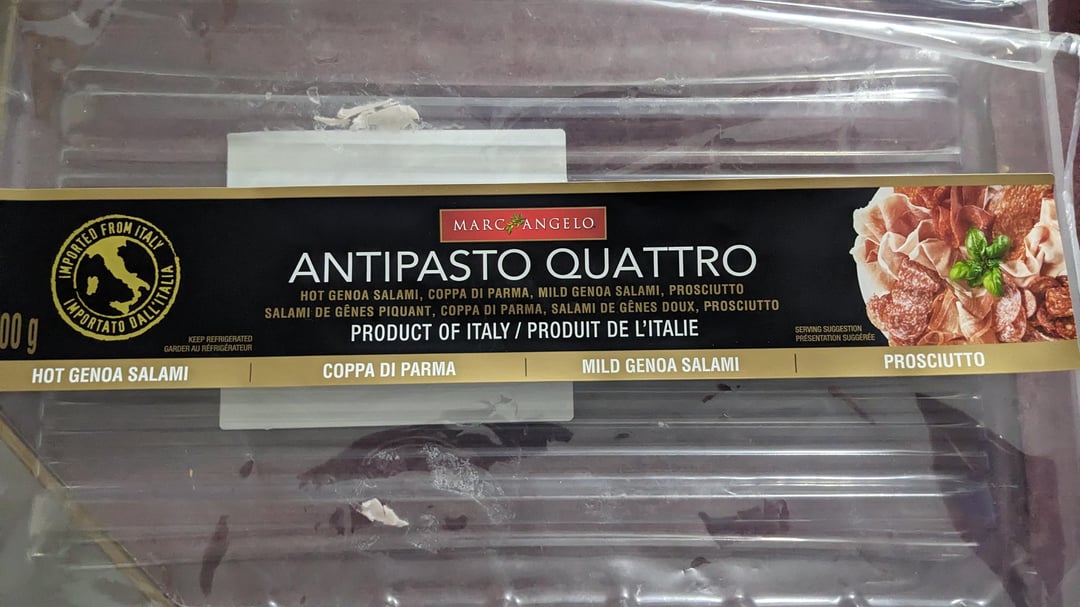 IMPORTED FROM ITALY
IMPORTATO DALL'ITALIA
00 g
KEEP REFRIGERATED
GARDER AU RÉFRIGÉRATEUR
MARC ANGELO
ANTIPASTO QUATTRO
HOT GENOA SALAMI, COPPA DI PARMA, MILD GENOA SALAMI, PROSCIUTTO
SALAMI DE GÊNES PIQUANT, COPPA DI PARMA, SALAMI DE GÊNES DOUX, PROSCIUTTO
PRODUCT OF ITALY / PRODUIT DE L'ITALIE
SERVING SUGGESTION
PRÉSENTATION SUGGÉRÉE
HOT GENOA SALAMI | COPPA DI PARMA | MILD GENOA SALAMI | PROSCIUTTO